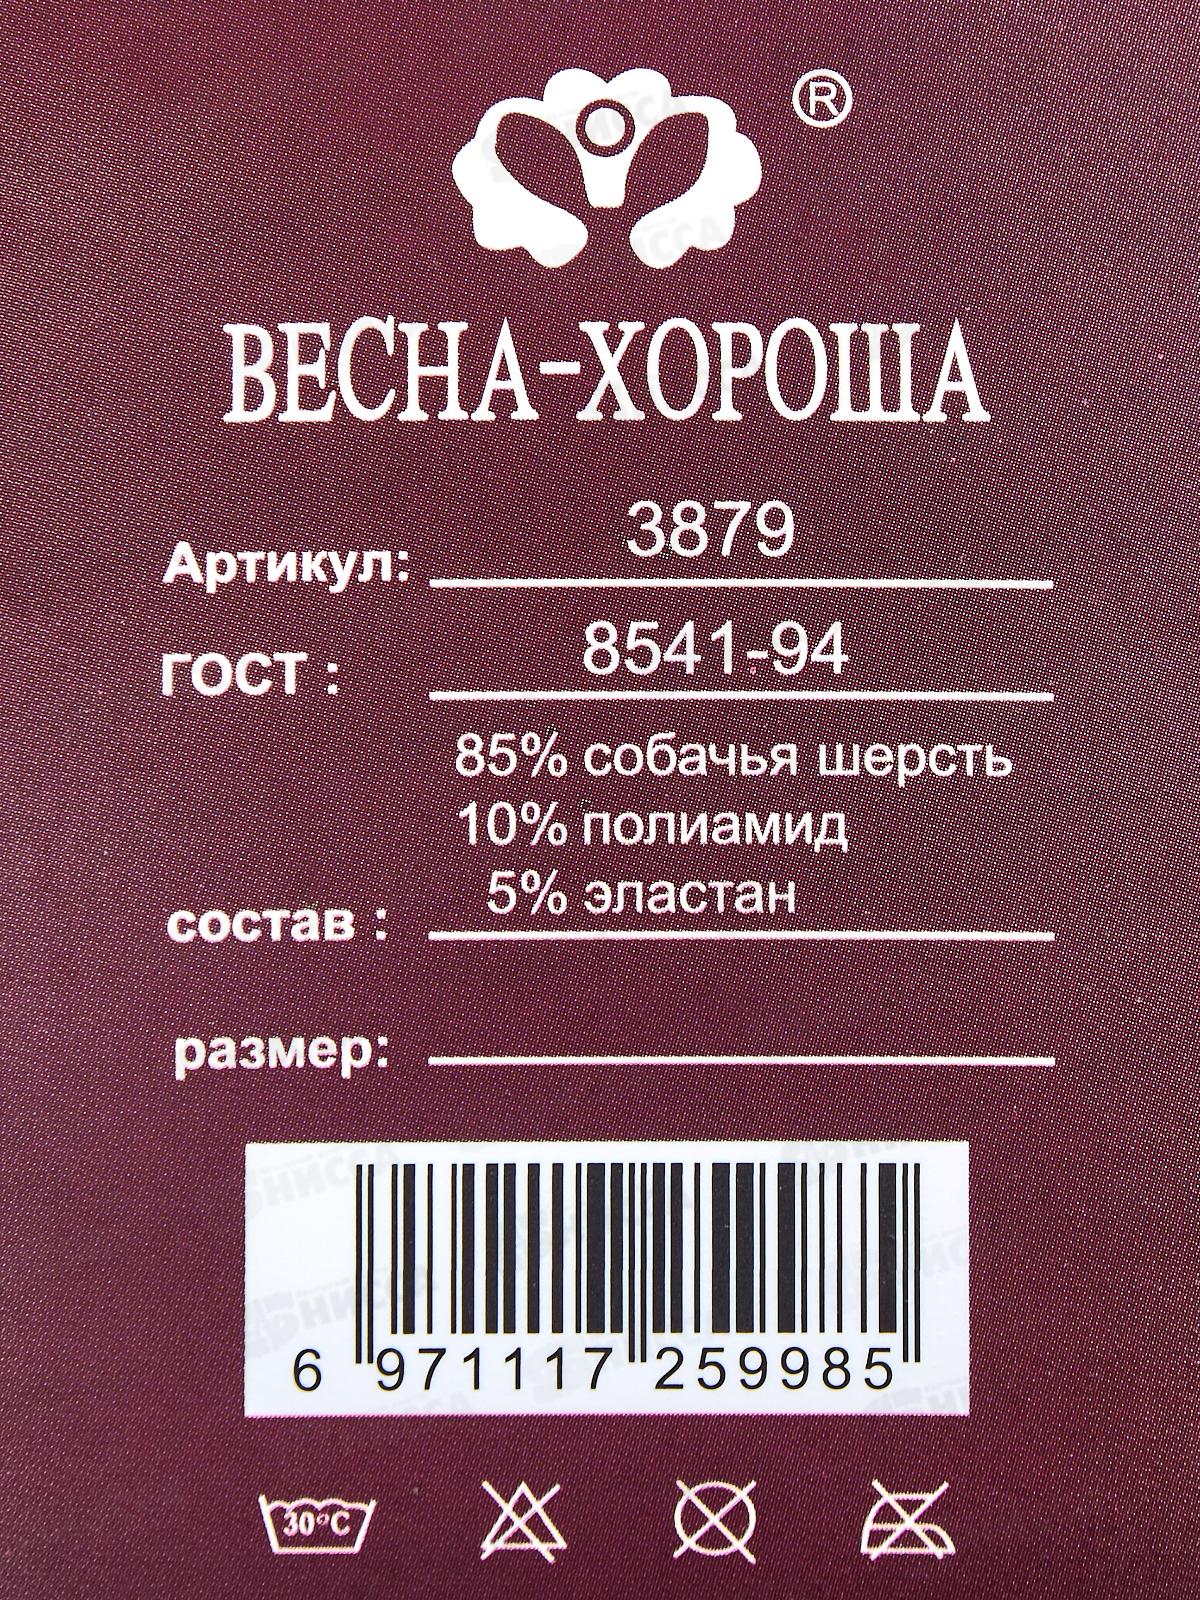 ®
ВЕСНА-ХОРОША
Артикул: 3879
ГОСТ : 8541-94
85% собачья шерсть
10% полиамид
5% эластан
состав :
размер:
6 971117 259985
30°C